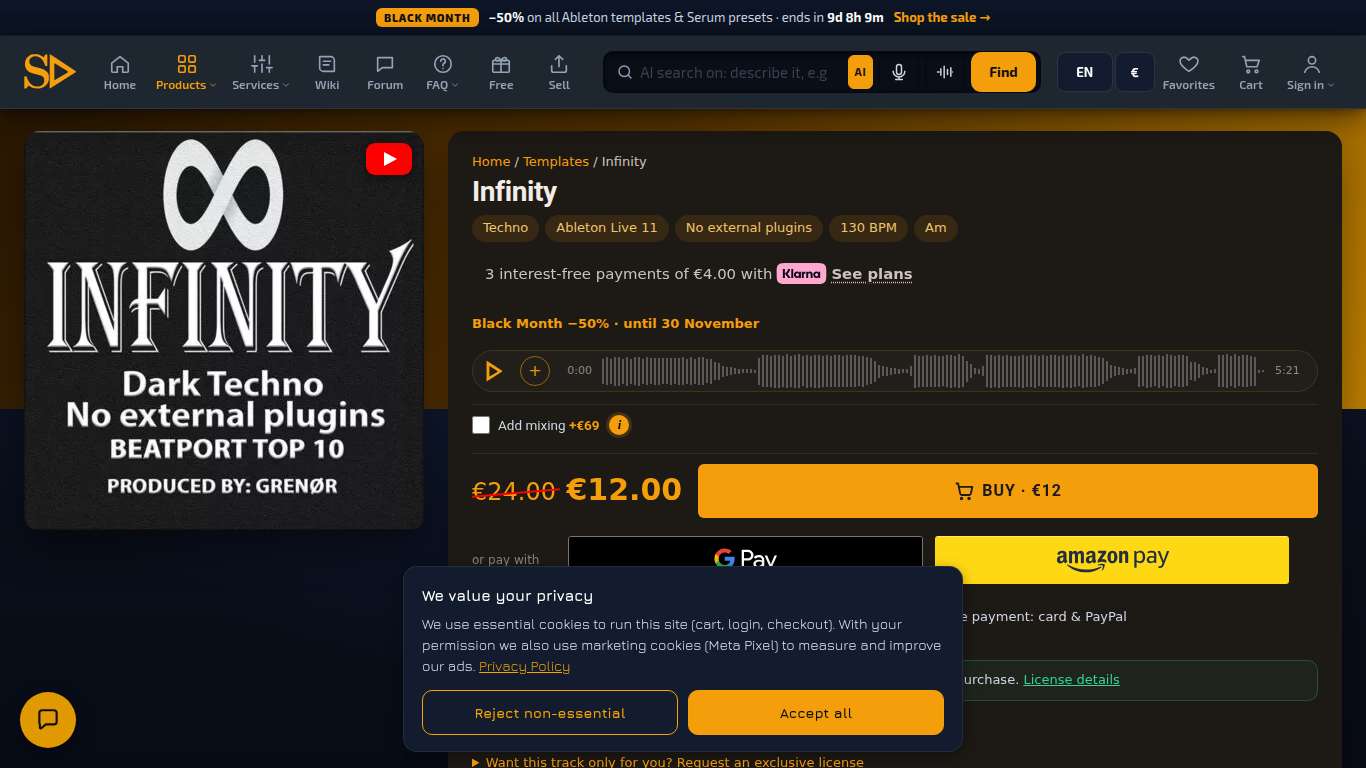 BLACK MONTH −50% on all Ableton templates & Serum presets · ends in 9d 8h 9m Shop the sale →
SD
Home
Products
Services
Wiki
Forum
FAQ
Free
Sell
AI search on: describe it, e.g
AI
Find
EN
€
Favorites
Cart
Sign in
INFINITY
Dark Techno
No external plugins
BEATPORT TOP 10
PRODUCED BY: GRENØR
Home / Templates / Infinity
Infinity
Techno
Ableton Live 11
No external plugins
130 BPM
Am
3 interest-free payments of €4.00 with Klarna See plans
Black Month −50% · until 30 November
+ 0:00 5:21
Add mixing +€69 i
€24.00 €12.00 BUY · €12
or pay with G Pay amazon pay
e payment: card & PayPal
urchase. License details
We value your privacy
We use essential cookies to run this site (cart, login, checkout). With your
permission we also use marketing cookies (Meta Pixel) to measure and improve
our ads. Privacy Policy
Reject non-essential
Accept all
Want this track only for you? Request an exclusive license